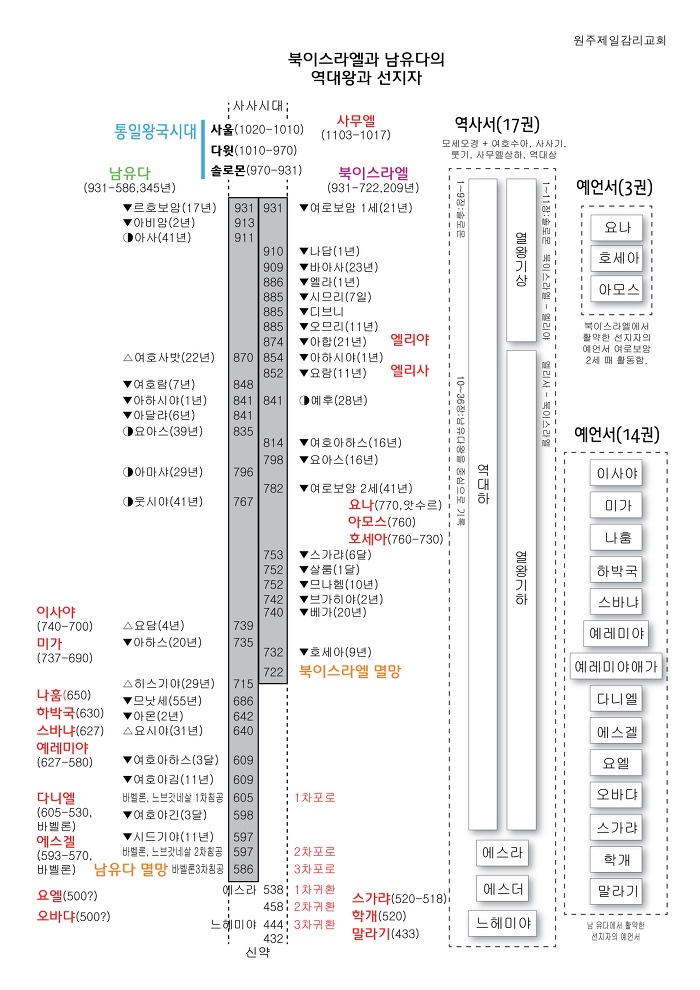 원주제일감리교회
북이스라엘과 남유다의
역대왕과 선지자
사사시대
통일왕국시대
사울(1020-1010)
다윗(1010-970)
솔로몬(970-931)
사무엘
(1103-1017)
남유다
(931-586,345년)
북이스라엘
(931-722,209년)
▼르호보암(17년) 931 931 ▼여로보암 1세(21년)
▼아비암(2년) 913
◑아사(41년) 911
910 ▼나답(1년)
909 ▼바아사(23년)
886 ▼엘라(1년)
885 ▼시므리(7일)
885 ▼디브니
885 ▼오므리(11년)
874 ▼아합(21년) 엘리야
△여호사밧(22년) 870 854 ▼아하시야(1년)
852 ▼요람(11년) 엘리사
▼여호람(7년) 848
▼아하시야(1년) 841 841 ◑예후(28년)
▼아달랴(6년) 841
◑요아스(39년) 835
814 ▼여호아하스(16년)
798 ▼요아스(16년)
◑아마샤(29년) 796
782 ▼여로보암 2세(41년)
◑웃시야(41년) 767
요나(770,앗수르)
아모스(760)
호세아(760-730)
753 ▼스가랴(6달)
752 ▼살룸(1달)
752 ▼므나헴(10년)
742 ▼브가히야(2년)
740 ▼베가(20년)
이사야
(740-700)
△요담(4년) 739
미가
(737-690)
▼아하스(20년) 735
732 ▼호세아(9년)
722 북이스라엘 멸망
△히스기야(29년) 715
나훔(650)
▼므낫세(55년) 686
하박국(630)
▼아몬(2년) 642
스바냐(627)
△요시야(31년) 640
예레미야
(627-580)
▼여호아하스(3달) 609
▼여호야김(11년) 609
다니엘
(605-530,
바벨론)
바벨론, 느브갓네살 1차침공 605 1차포로
▼여호야긴(3달) 598
에스겔
(593-570,
바벨론)
▼시드기야(11년) 597
바벨론, 느브갓네살 2차침공 597 2차포로
남유다 멸망 바벨론3차침공 586 3차포로
요엘(500?)
오바댜(500?)
에스라 538 1차귀환
458 2차귀환
느헤미야 444 3차귀환
432
신약
스가랴(520-518)
학개(520)
말라기(433)
역사서(17권)
모세오경 + 여호수아, 사사기,
룻기, 사무엘상하, 역대상
1~9장:솔로몬
10~36장:남유다왕을 중심으로 기록
역대하
열왕기상
1~11장:솔로몬 북이스라엘 - 엘리야
열왕기하
엘리사 - 북이스라엘
에스라
에스더
느헤미야
예언서(3권)
요나
호세아
아모스
북이스라엘에서
활약한 선지자의
예언서 여로보암
2세 때 활동함.
예언서(14권)
이사야
미가
나훔
하박국
스바냐
예레미야
예레미야애가
다니엘
에스겔
요엘
오바댜
스가랴
학개
말라기
남 유다에서 활약한
선지자의 예언서